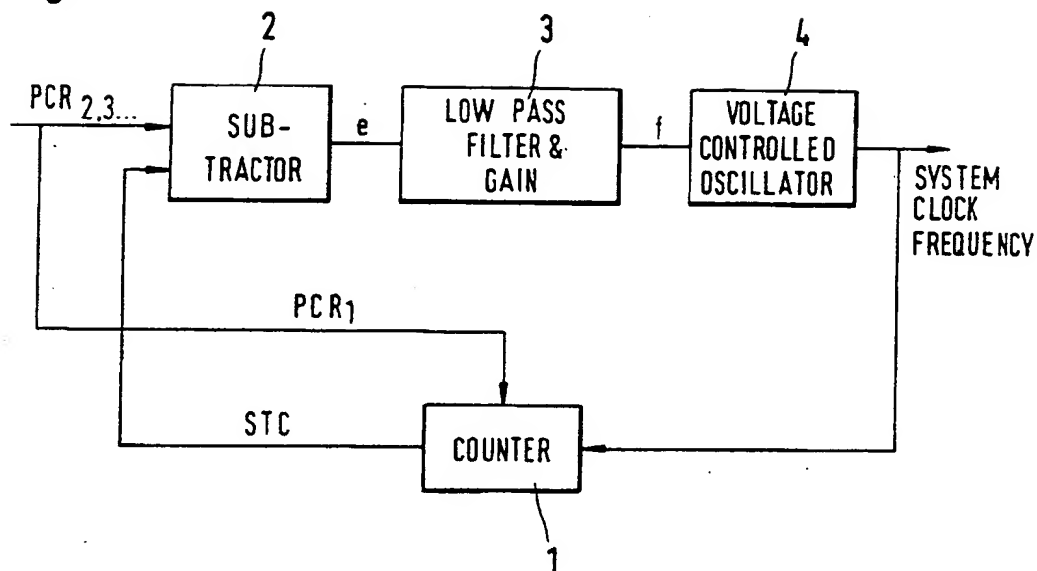 2
3
4
PCR 2,3...
SUB-
TRACTOR
e
LOW PASS
FILTER &
GAIN
f
VOLTAGE
CONTROLLED
OSCILLATOR
SYSTEM
CLOCK
FREQUENCY
PCR1
STC
COUNTER
1